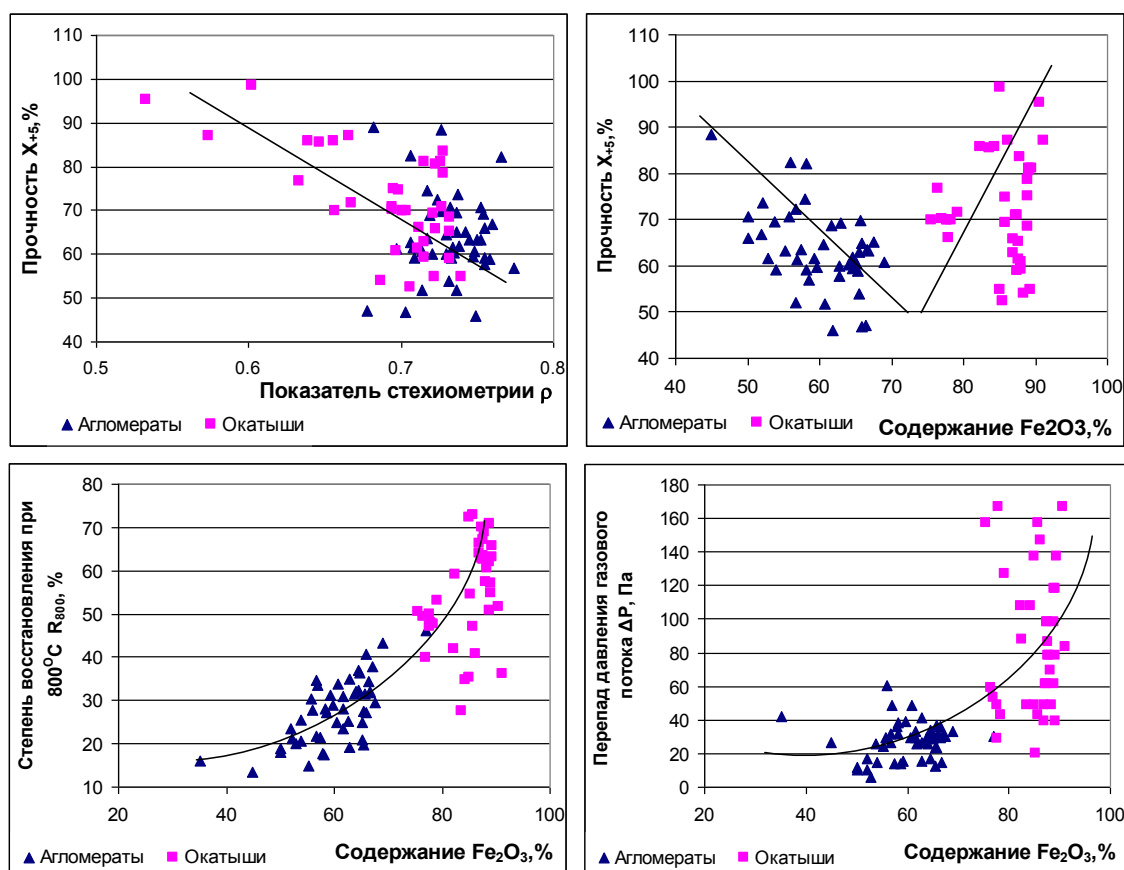 Прочность X+5,%
100
90
80
70
60
50
40
0.5 0.6 0.7 0.8
Показатель стехиометрии ρ
Агломераты Окатыши
Прочность X+5,%
110
100
90
80
70
60
50
40
40 50 60 70 80 90 100
Агломераты Окатыши Содержание Fe2O3,%
Степень восстановления при
800°C R800, %
80
70
60
50
40
30
20
10
20 40 60 80 100
Агломераты Окатыши Содержание Fe2O3,%
Перепад давления газового
потока ΔP, Па
180
160
140
120
100
80
60
40
20
0
20 40 60 80 100
Агломераты Окатыши Содержание Fe2O3,%